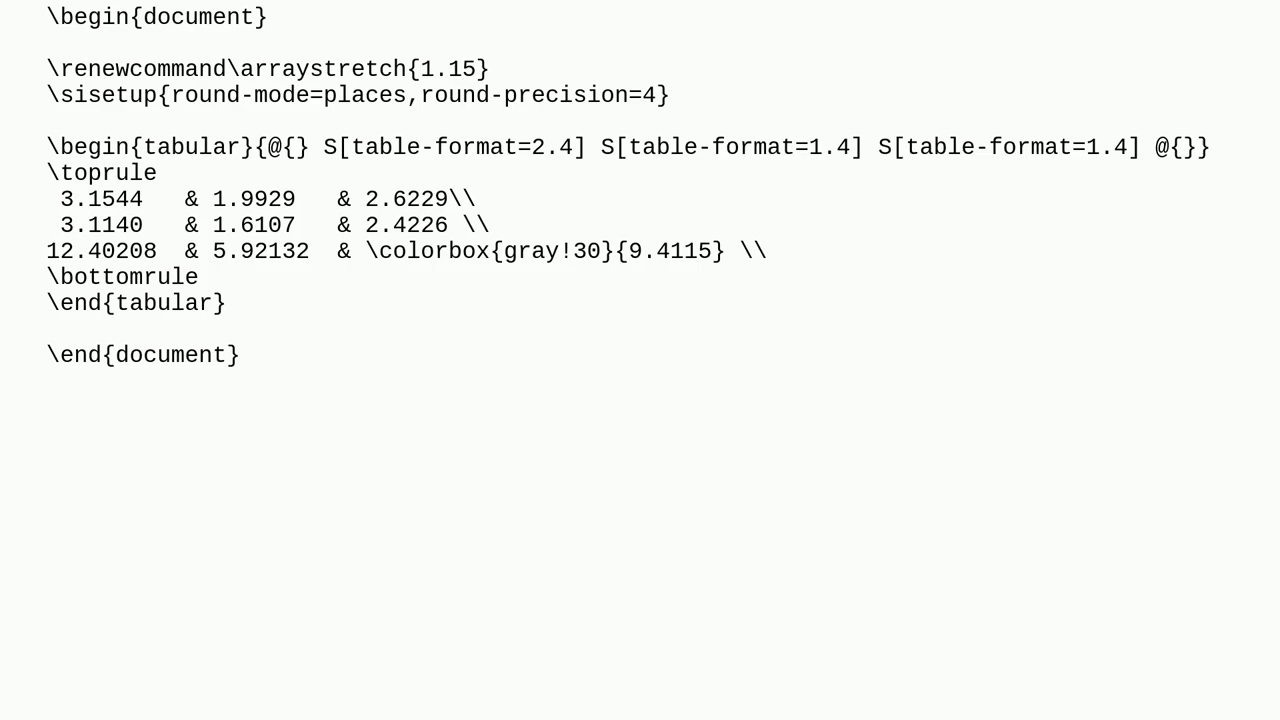 \begin{document}

\renewcommand\arraystretch{1.15}
\sisetup{round-mode=places,round-precision=4}

\begin{tabular}{@{} S[table-format=2.4] S[table-format=1.4] S[table-format=1.4] @{}}
\toprule
 3.1544   & 1.9929   & 2.6229\\
 3.1140   & 1.6107   & 2.4226 \\
12.40208  & 5.92132  & \colorbox{gray!30}{9.4115} \\
\bottomrule
\end{tabular}

\end{document}